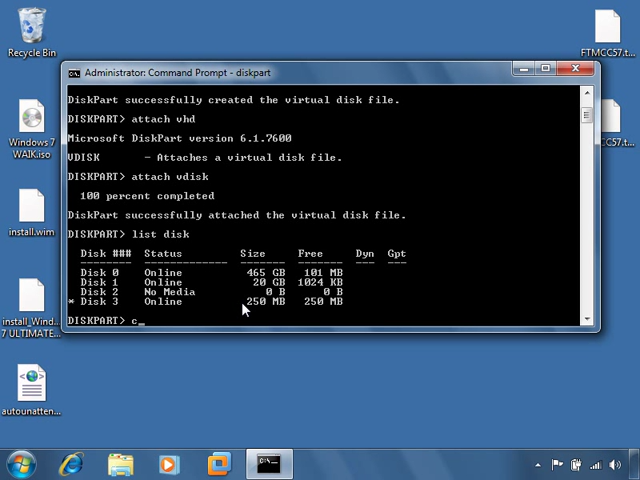 Recycle Bin
FTMCC57.t...
Administrator: Command Prompt - diskpart
DiskPart successfully created the virtual disk file.
DISKPART> attach vhd
Microsoft DiskPart version 6.1.7600
VDISK - Attaches a virtual disk file.
DISKPART> attach vdisk
100 percent completed
DiskPart successfully attached the virtual disk file.
DISKPART> list disk
Disk ### Status Size Free Dyn Gpt
-------- ------------- ------- ------- --- ---
Disk 0 Online 465 GB 101 MB
Disk 1 Online 20 GB 1024 KB
Disk 2 No Media 0 B 0 B
* Disk 3 Online 250 MB 250 MB
DISKPART> c_
Windows 7
WAIK.iso
CC57.t...
install.wim
install_Wind...
7 ULTIMATE...
autounatten...
C:\_